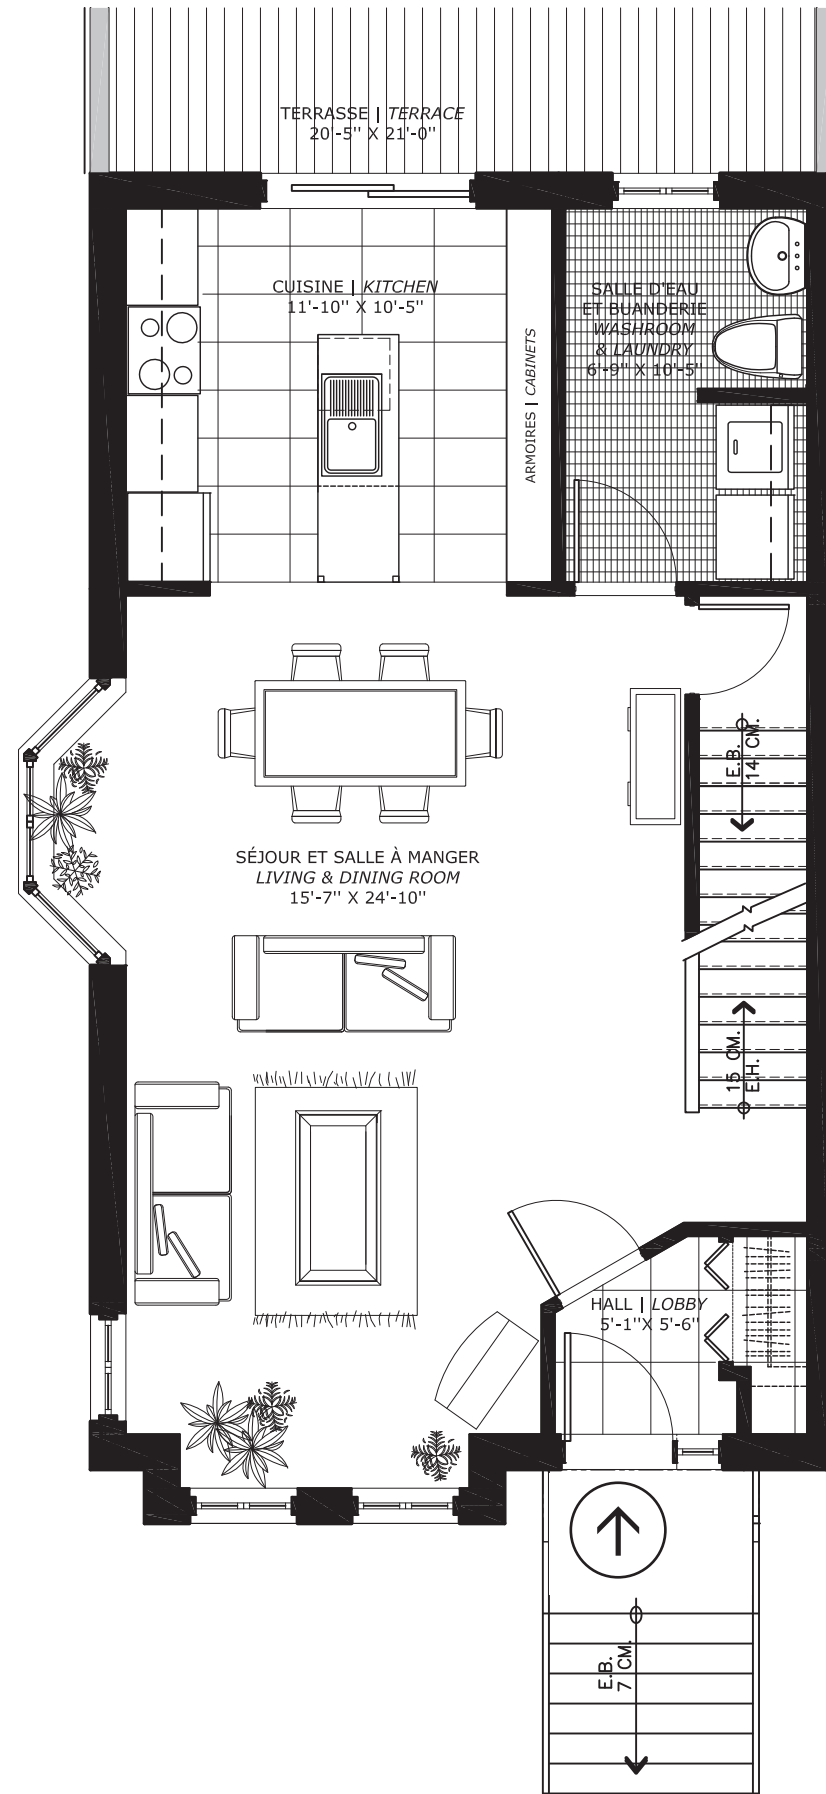 TERRASSE | TERRACE
20'-5" X 21'-0"
CUISINE | KITCHEN
11'-10" X 10'-5"
ARMOIRES | CABINETS
SALLE D'EAU
ET BUANDERIE
WASHROOM
& LAUNDRY
6'-9" X 10'-5"
E.B.
14 CM.
SÉJOUR ET SALLE À MANGER
LIVING & DINING ROOM
15'-7" X 24'-10"
15 CM.
E.H.
HALL | LOBBY
5'-1"X 5'-6"
E.B.
7 CM.